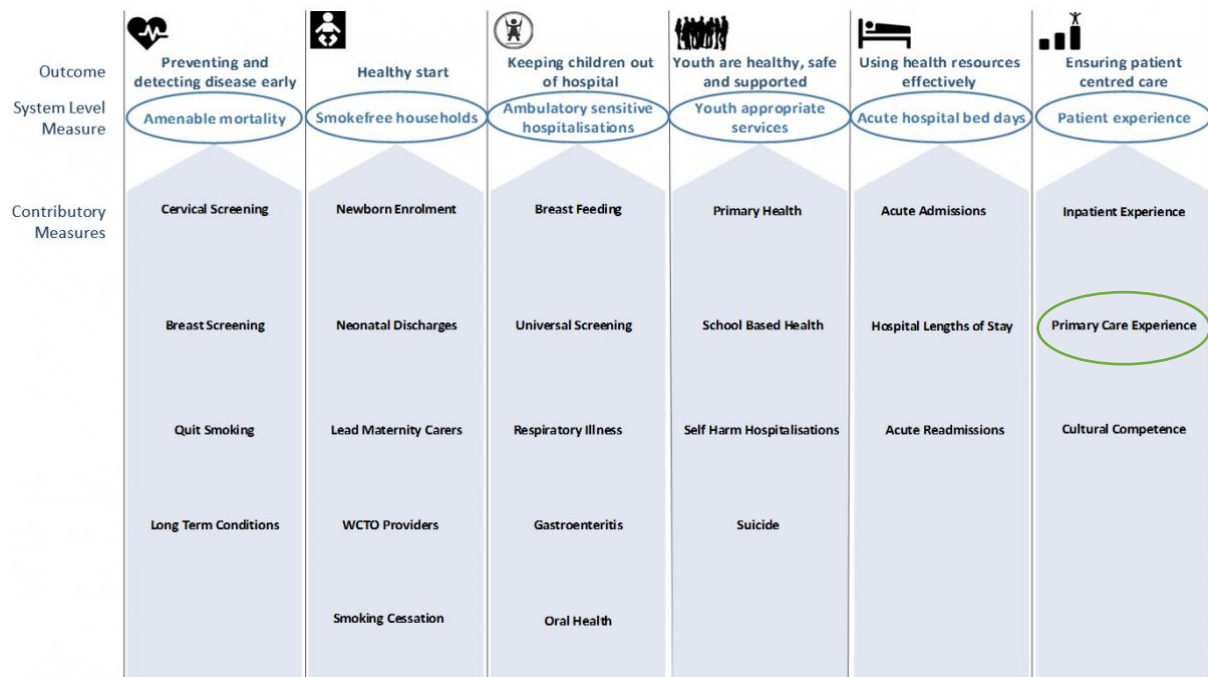 Outcome
Preventing and
detecting disease early
Healthy start
Keeping children out
of hospital
Youth are healthy, safe
and supported
Using health resources
effectively
Ensuring patient
centred care
System Level
Measure
Amenable mortality
Smokefree households
Ambulatory sensitive
hospitalisations
Youth appropriate
services
Acute hospital bed days
Patient experience
Contributory
Measures
Cervical Screening
Newborn Enrolment
Breast Feeding
Primary Health
Acute Admissions
Inpatient Experience
Breast Screening
Neonatal Discharges
Universal Screening
School Based Health
Hospital Lengths of Stay
Primary Care Experience
Quit Smoking
Lead Maternity Carers
Respiratory Illness
Self Harm Hospitalisations
Acute Readmissions
Cultural Competence
Long Term Conditions
WCTO Providers
Gastroenteritis
Suicide
Smoking Cessation
Oral Health